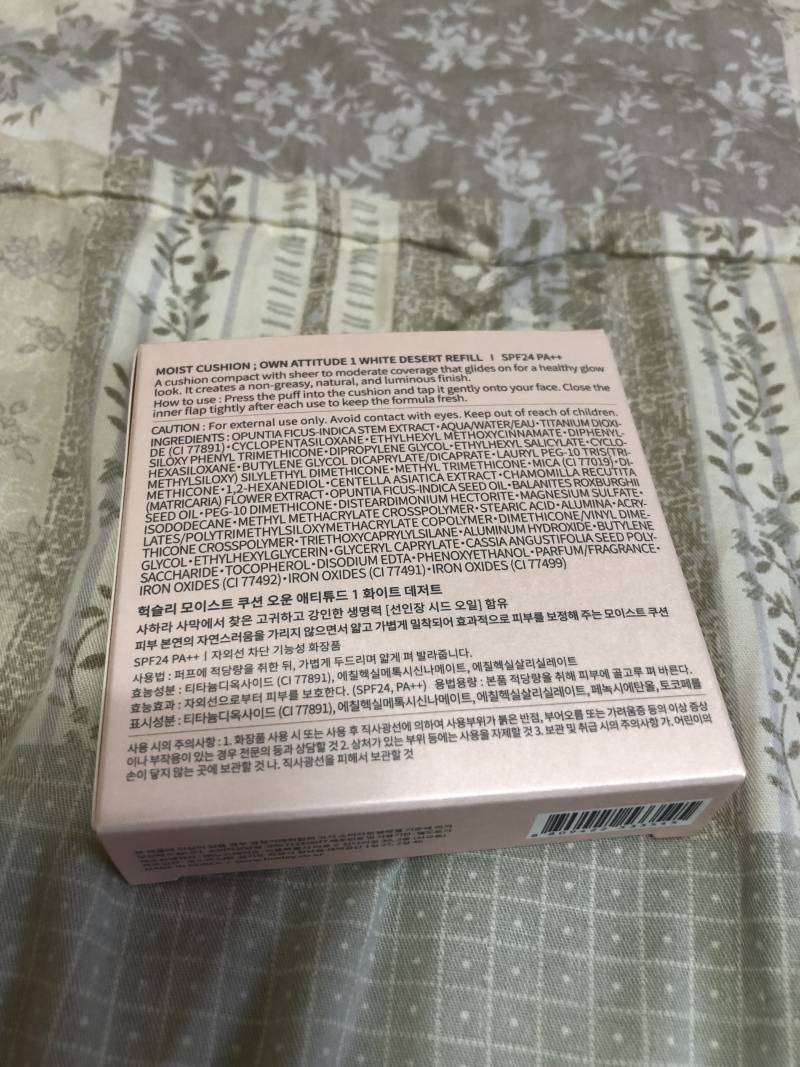 MOIST CUSHION ; OWN ATTITUDE 1 WHITE DESERT REFILL | SPF24 PA++
A cushion compact with sheer to moderate coverage that glides on for a healthy glow
look. It creates a non-greasy, natural, and luminous finish.
How to use : Press the puff into the cushion and tap it gently onto your face. Close the
inner flap tightly after each use to keep the formula fresh.
CAUTION : For external use only. Avoid contact with eyes. Keep out of reach of children.
INGREDIENTS : OPUNTIA FICUS-INDICA STEM EXTRACT • AQUA/WATER/EAU • TITANIUM DIOXI-
DE (CI 77891) • CYCLOPENTASILOXANE • ETHYLHEXYL METHOXYCINNAMATE • DIPHENYL-
SILOXY PHENYL TRIMETHICONE • DIPROPYLENE GLYCOL • ETHYLHEXYL SALICYLATE • CYCLO-
HEXASILOXANE • BUTYLENE GLYCOL DICAPRYLATE/DICAPRATE • LAURYL PEG-10 TRIS(TRI-
METHYLSILOXY) SILYLETHYL DIMETHICONE • METHYL TRIMETHICONE • MICA (CI 77019) • DI-
METHICONE • 1,2-HEXANEDIOL • CENTELLA ASIATICA EXTRACT • CHAMOMILLA RECUTITA
(MATRICARIA) FLOWER EXTRACT • OPUNTIA FICUS-INDICA SEED OIL • BALANITES ROXBURGHII
SEED OIL • PEG-10 DIMETHICONE • DISTEARDIMONIUM HECTORITE • MAGNESIUM SULFATE •
ISODODECANE • METHYL METHACRYLATE CROSSPOLYMER • STEARIC ACID • ALUMINA • ACRY-
LATES/POLYTRIMETHYLSILOXYMETHACRYLATE COPOLYMER • DIMETHICONE/VINYL DIME-
THICONE CROSSPOLYMER • TRIETHOXYCAPRYLYLSILANE • ALUMINUM HYDROXIDE • BUTYLENE
GLYCOL • ETHYLHEXYLGLYCERIN • GLYCERYL CAPRYLATE • CASSIA ANGUSTIFOLIA SEED POLY-
SACCHARIDE • TOCOPHEROL • DISODIUM EDTA • PHENOXYETHANOL • PARFUM/FRAGRANCE •
IRON OXIDES (CI 77492) • IRON OXIDES (CI 77491) • IRON OXIDES (CI 77499)
헉슬리 모이스트 쿠션 오운 애티튜드 1 화이트 데저트
사하라 사막에서 찾은 고귀하고 강인한 생명력 [선인장 시드 오일] 함유
피부 본연의 자연스러움을 가리지 않으면서 얇고 가볍게 밀착되어 효과적으로 피부를 보정해 주는 모이스트 쿠션
SPF24 PA++ | 자외선 차단 기능성 화장품
사용법 : 퍼프에 적당량을 취한 뒤, 가볍게 두드리며 얇게 펴 발라줍니다.
효능성분 : 티타늄디옥사이드 (CI 77891), 에칠헥실메톡시신나메이트, 에칠헥실살리실레이트
효능효과 : 자외선으로부터 피부를 보호한다. (SPF24, PA++) 용법용량 : 본품 적당량을 취해 피부에 골고루 펴 바른다.
표시성분 : 티타늄디옥사이드 (CI 77891), 에칠헥실메톡시신나메이트, 에칠헥실살리실레이트, 페녹시에탄올, 토코페롤
사용 시의 주의사항 : 1. 화장품 사용 시 또는 사용 후 직사광선에 의하여 사용부위가 붉은 반점, 부어오름 또는 가려움증 등의 이상 증상
이나 부작용이 있는 경우 전문의 등과 상담할 것 2. 상처가 있는 부위 등에는 사용을 자제할 것 3. 보관 및 취급 시의 주의사항 가. 어린이의
손이 닿지 않는 곳에 보관할 것 나. 직사광선을 피해서 보관할 것